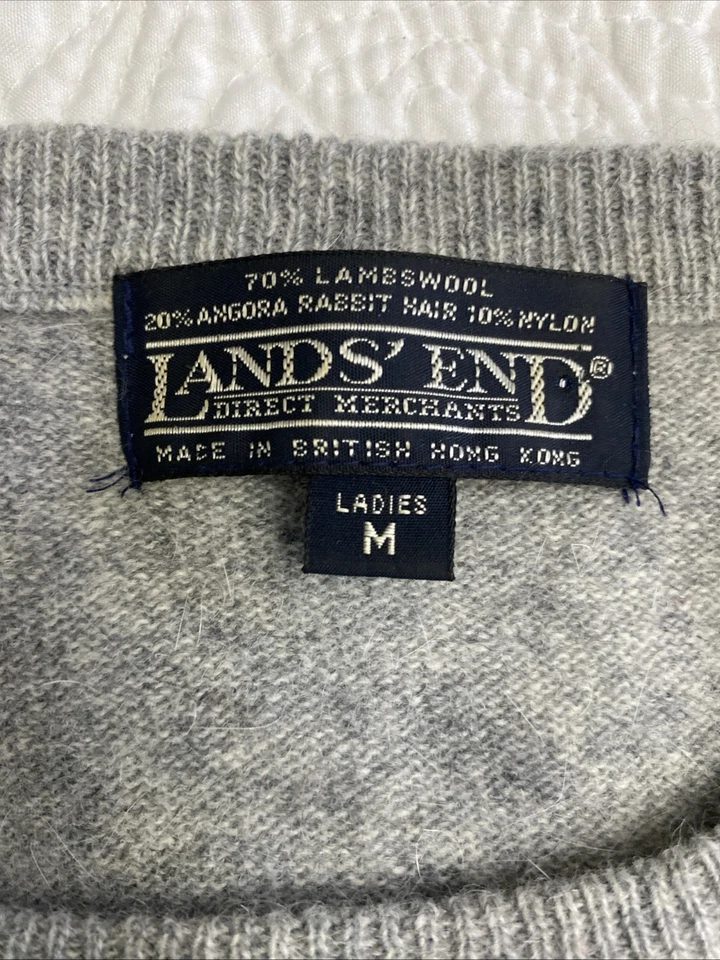 70% LAMBSWOOL
20% ANGORA RABBIT HAIR 10% NYLON
LANDS' END®
DIRECT MERCHANTS
MADE IN BRITISH HONG KONG
LADIES
M